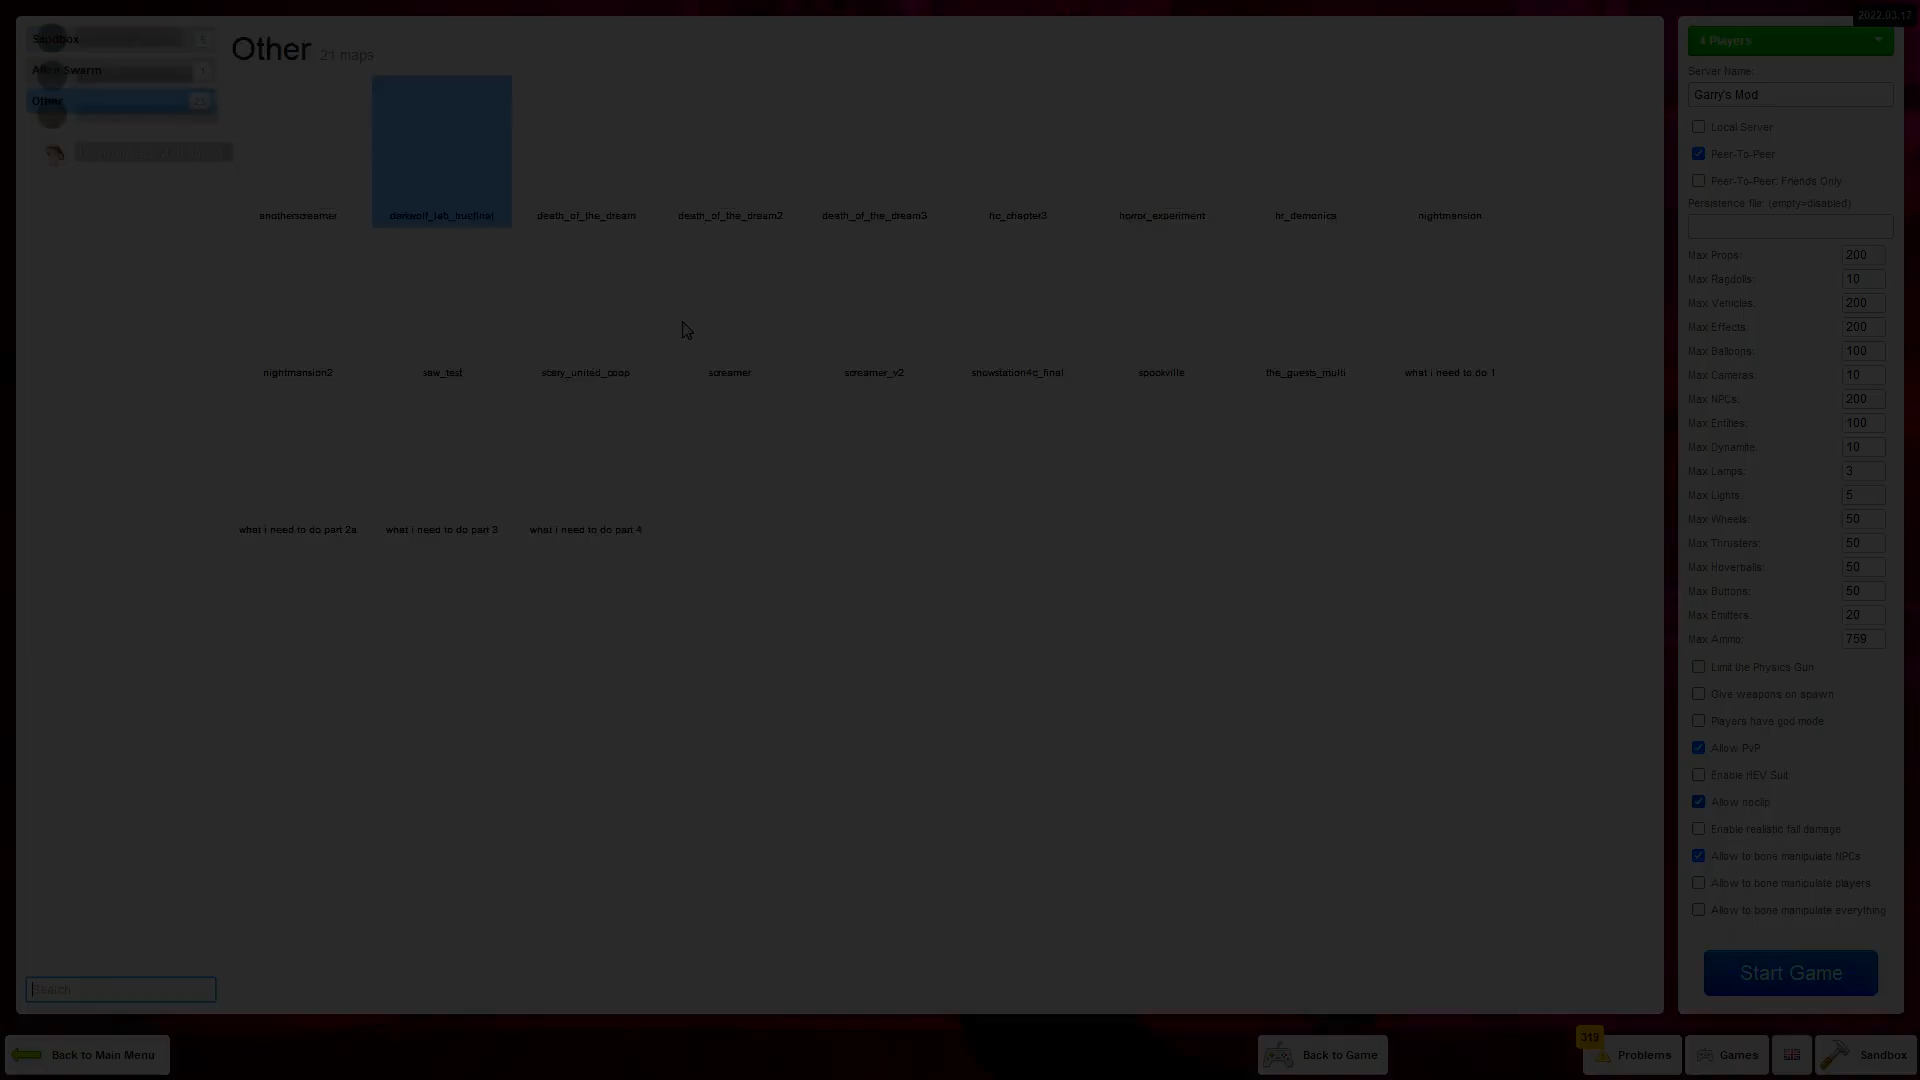 2022.03.17
Sandbox 5
Alien Swarm 1
Other 21
Other 21 maps
anotherscreamer darkwolf_lab_truefinal death_of_the_dream death_of_the_dream2 death_of_the_dream3 hc_chapter3 horror_experiment hr_demonica nightmansion
nightmansion2 saw_test scary_united_coop screamer screamer_v2 snowstation4c_final spookville the_guests_multi what i need to do 1
what i need to do part 2a what i need to do part 3 what i need to do part 4
Search
4 Players
Server Name:
Garry's Mod
Local Server
Peer-To-Peer
Peer-To-Peer: Friends Only
Persistence file: (empty=disabled)
Max Props: 200
Max Ragdolls: 10
Max Vehicles: 200
Max Effects: 200
Max Balloons: 100
Max Cameras: 10
Max NPCs: 200
Max Entities: 100
Max Dynamite: 10
Max Lamps: 3
Max Lights: 5
Max Wheels: 50
Max Thrusters: 50
Max Hoverballs: 50
Max Buttons: 50
Max Emitters: 20
Max Ammo: 759
Limit the Physics Gun
Give weapons on spawn
Players have god mode
Allow PvP
Enable HEV Suit
Allow noclip
Enable realistic fall damage
Allow to bone manipulate NPCs
Allow to bone manipulate players
Allow to bone manipulate everything
Start Game
Back to Main Menu
Back to Game
319
Problems
Games
Sandbox